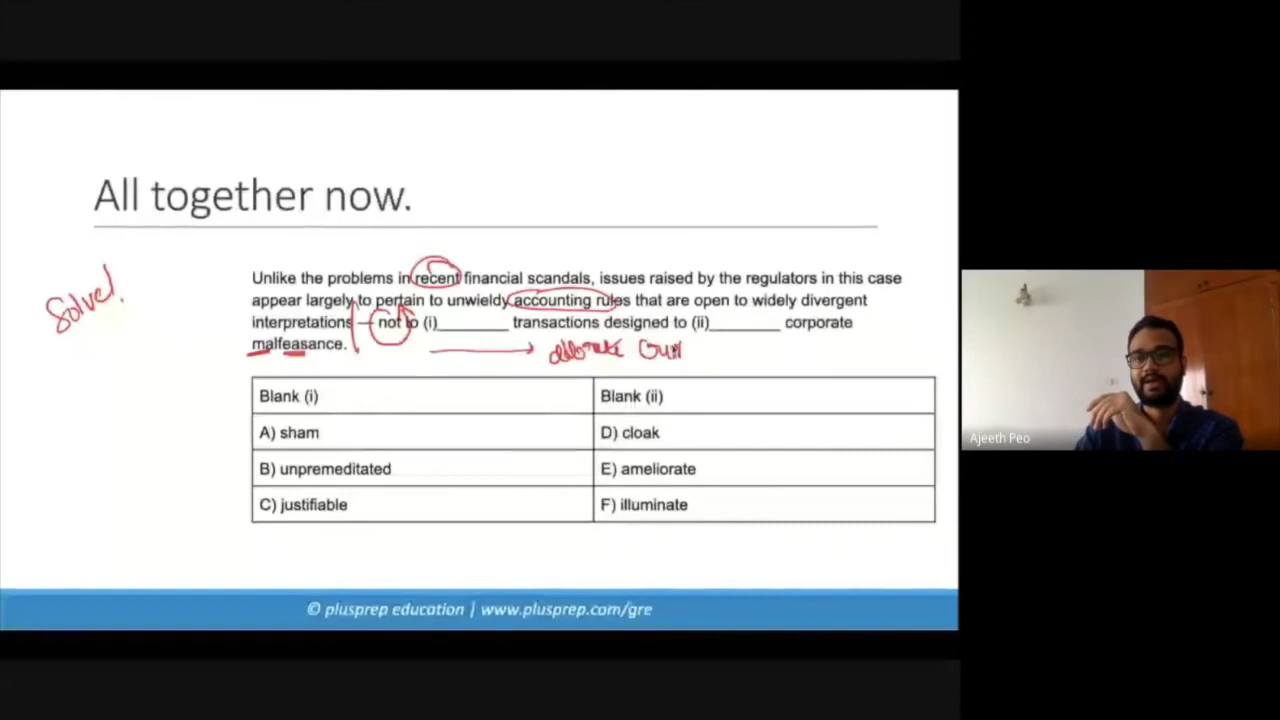 All together now.
Solve!
Unlike the problems in recent financial scandals, issues raised by the regulators in this case
appear largely to pertain to unwieldy accounting rules that are open to widely divergent
interpretations — not to (i)________ transactions designed to (ii)________ corporate
malfeasance.
Blank (i) Blank (ii)
A) sham D) cloak
B) unpremeditated E) ameliorate
C) justifiable F) illuminate
Ajeeth Peo
© plusprep education | www.plusprep.com/gre